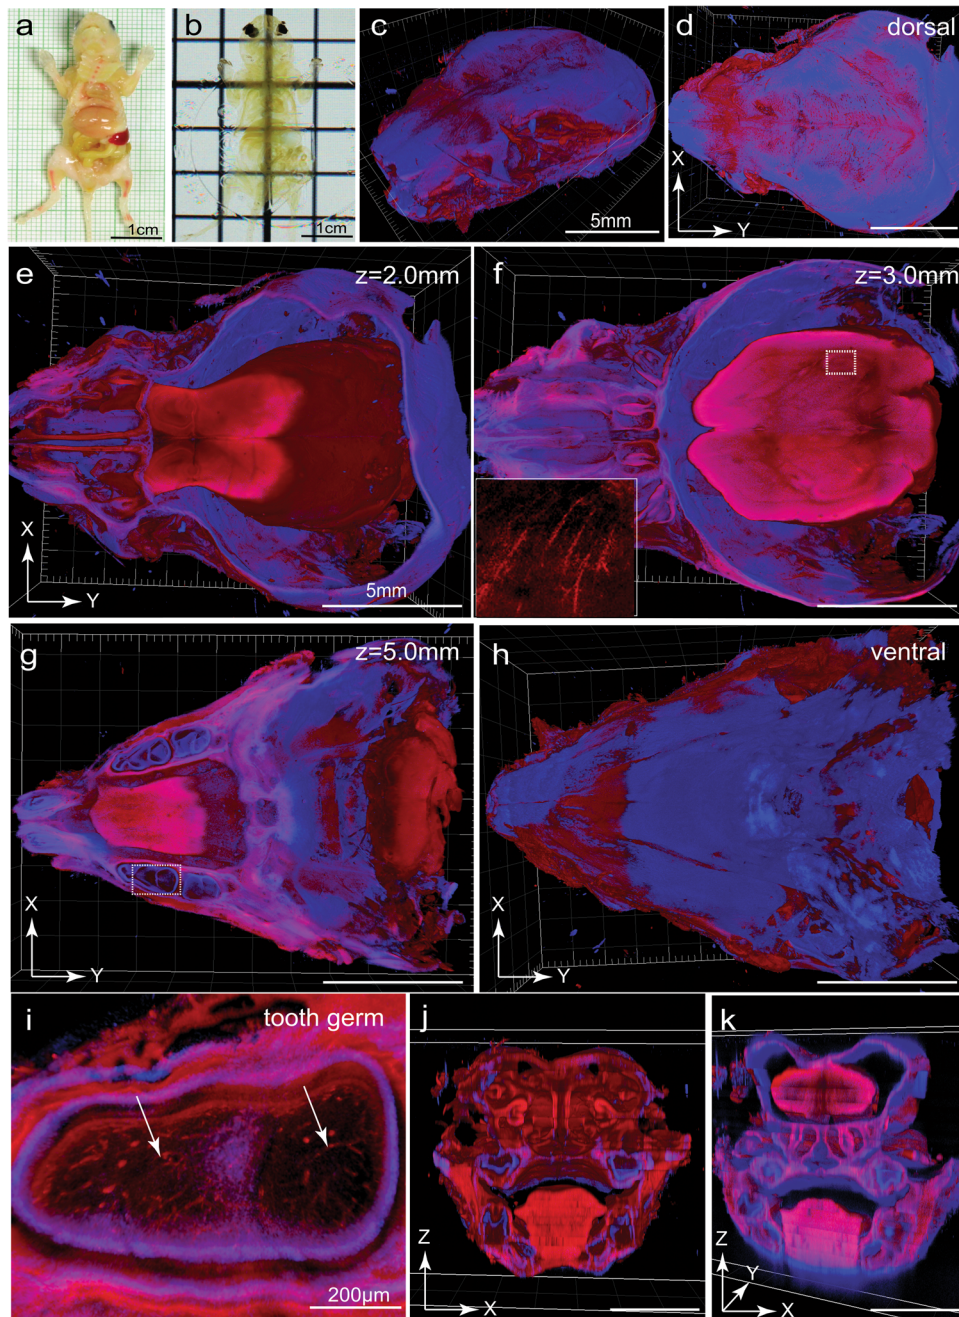 a
1cm
b
1cm
c
5mm
d
dorsal
X
Y
e
z=2.0mm
X
Y
5mm
f
z=3.0mm
g
z=5.0mm
X
Y
h
ventral
X
Y
i
tooth germ
200µm
j
Z
X
k
Z
Y
X